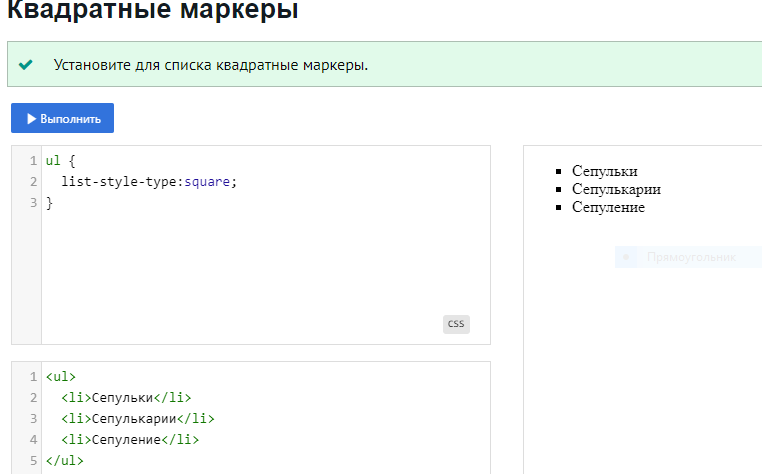 Квадратные маркеры
Установите для списка квадратные маркеры.
Выполнить
1 ul {
2 list-style-type:square;
3 }
CSS
Сепульки
Сепулькарии
Сепуление
Прямоугольник
1 <ul>
2 <li>Сепульки</li>
3 <li>Сепулькарии</li>
4 <li>Сепуление</li>
5 </ul>